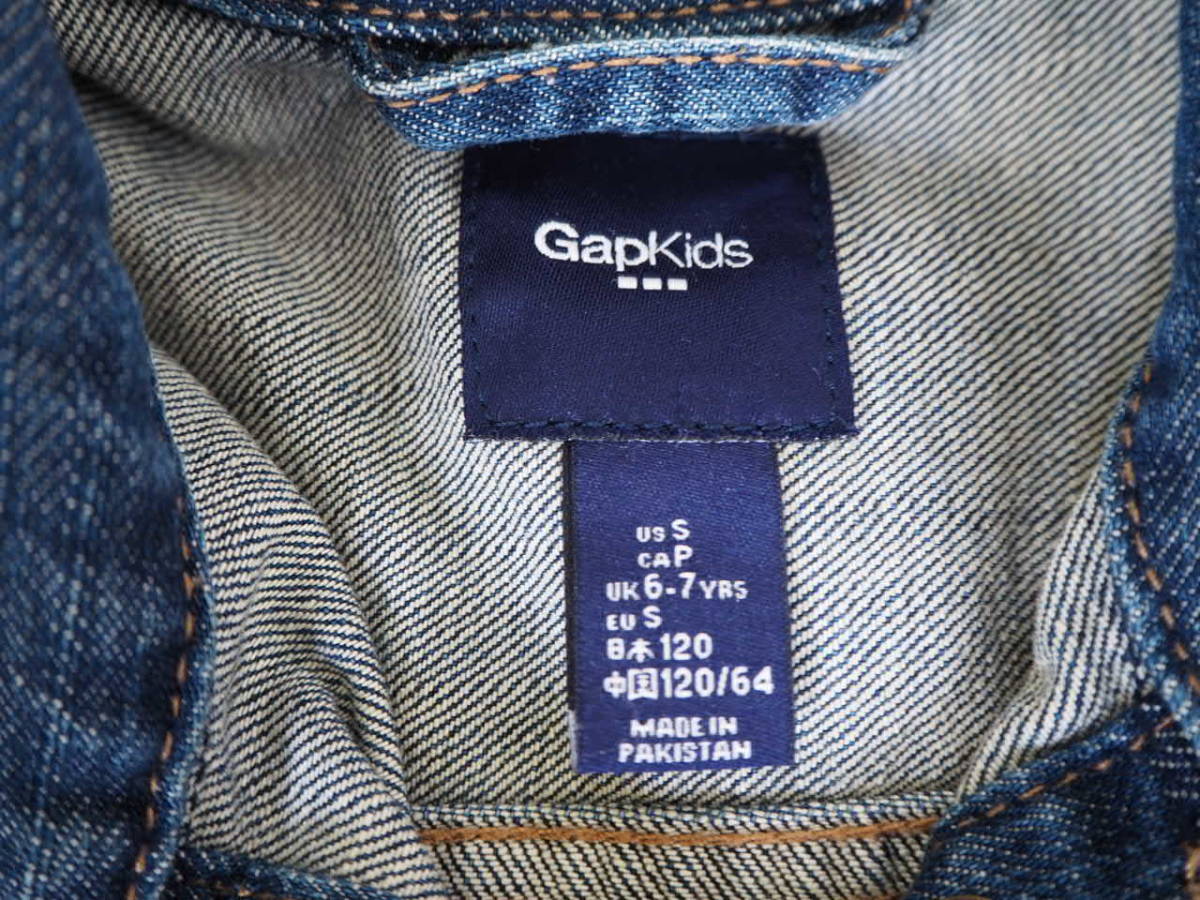 GapKids
US S
CA P
UK 6-7 YRS
EU S
日本 120
中国 120/64
MADE IN
PAKISTAN